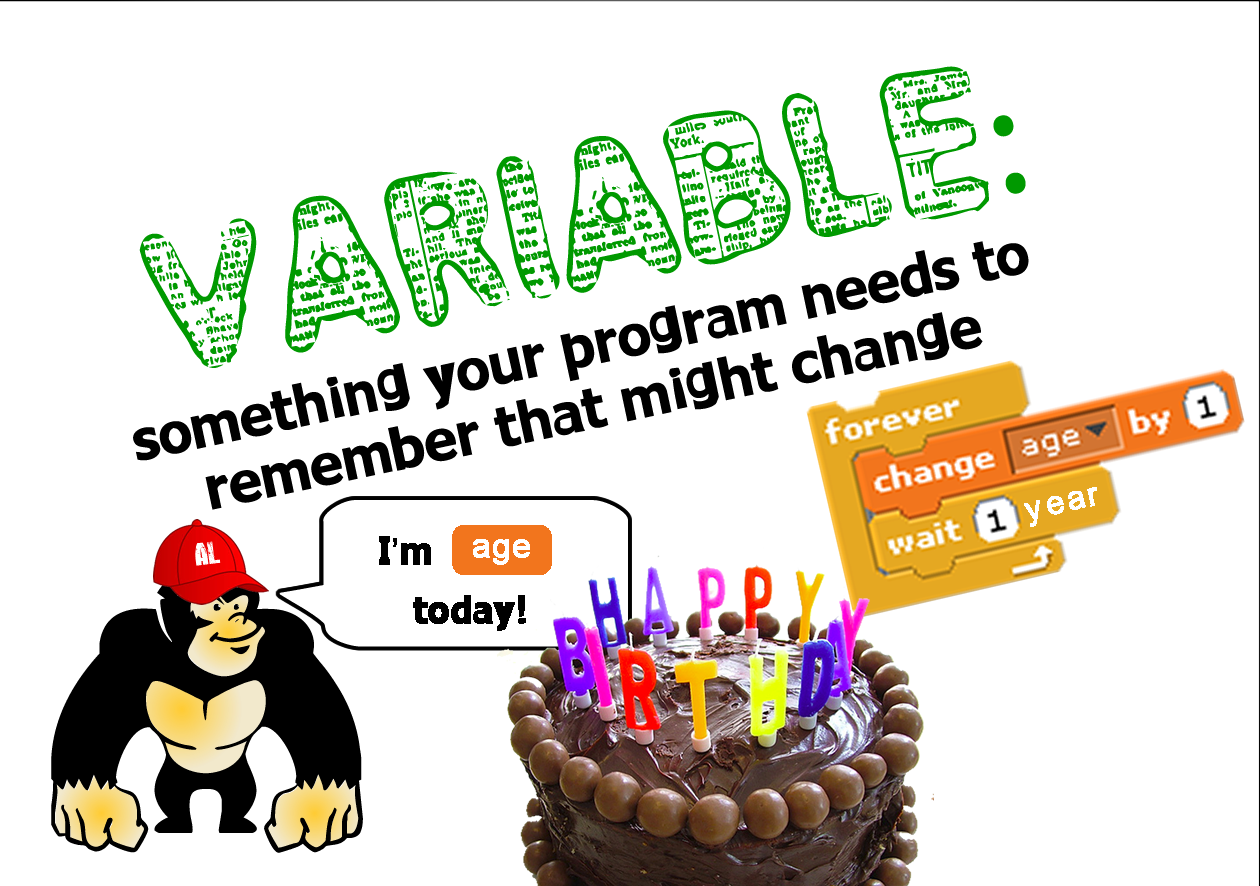 VARIABLE:
something your program needs to
remember that might change
forever
change age by 1
wait 1 year
AL
I'm age
today!
HAPPY
BIRTHDAY